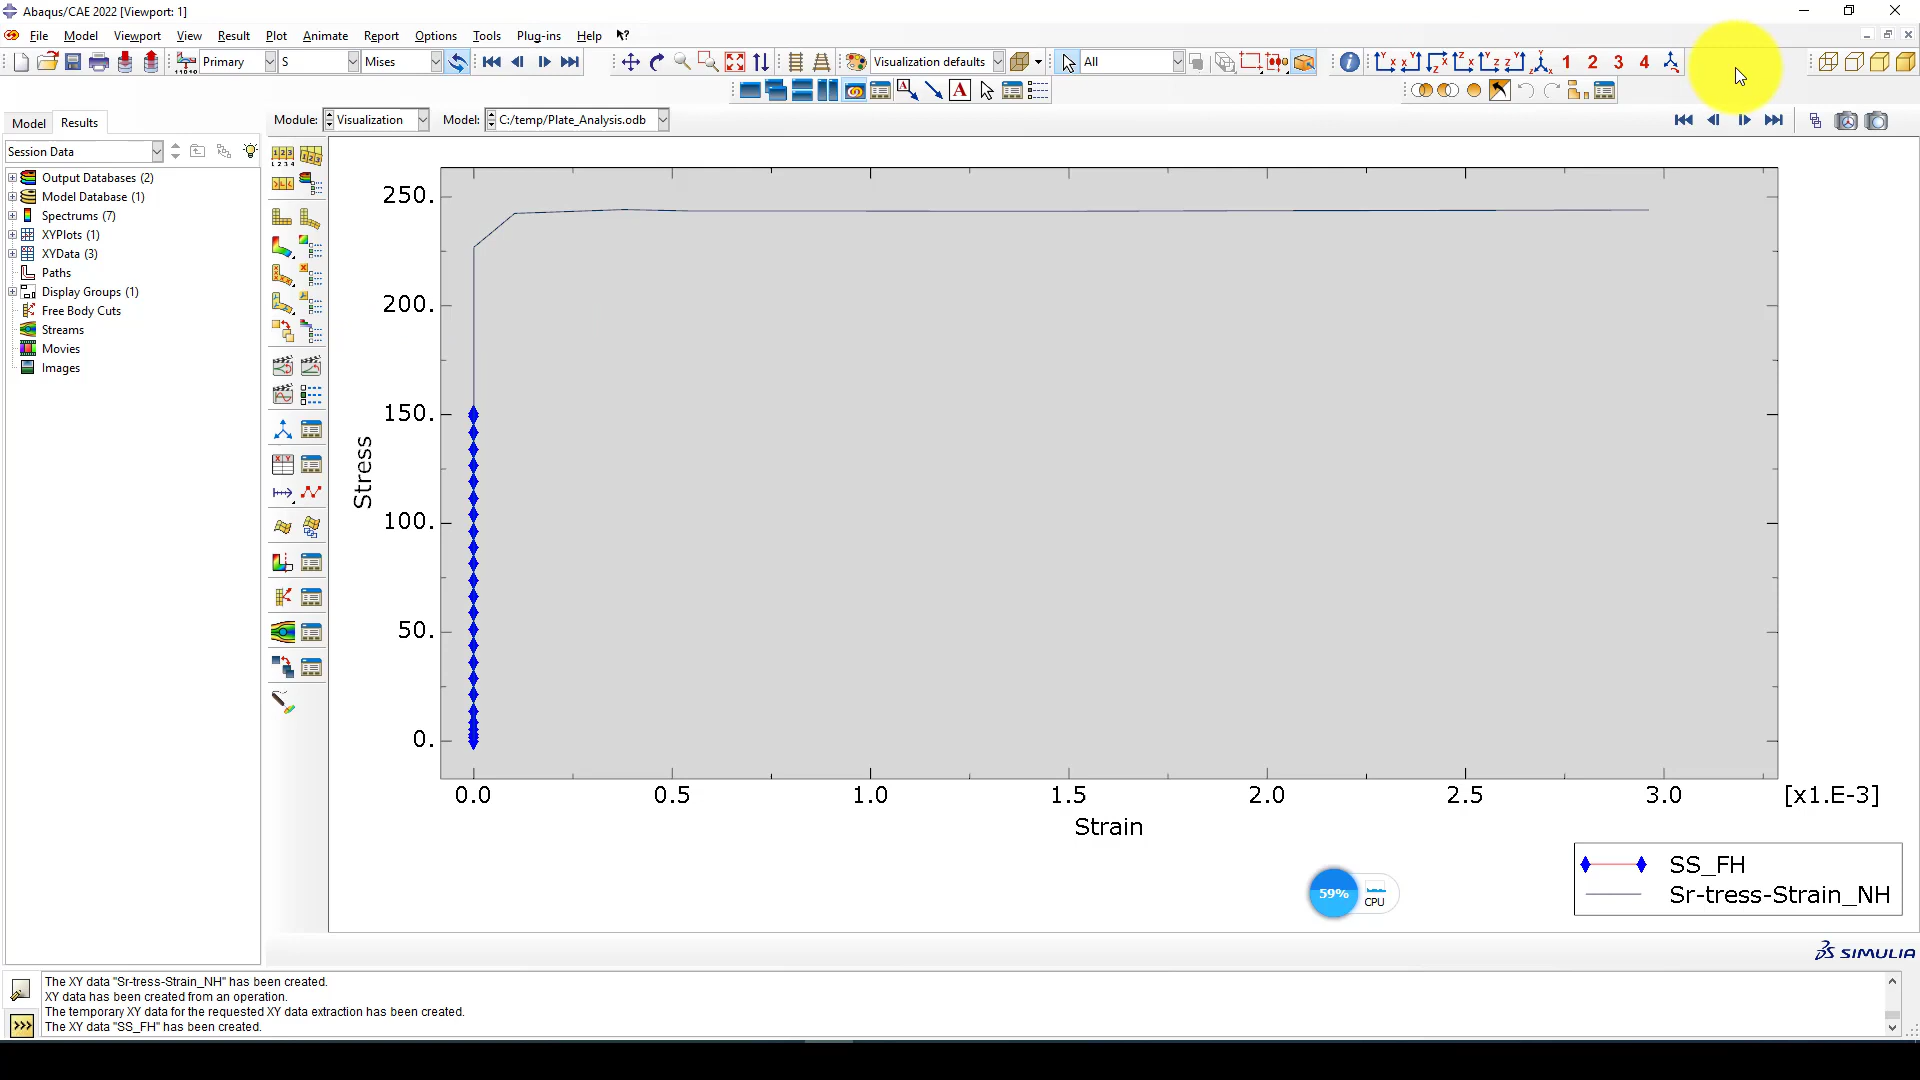 Abaqus/CAE 2022 [Viewport: 1]
File Model Viewport View Result Plot Animate Report Options Tools Plug-ins Help
Primary S Mises Visualization defaults All 1 2 3 4
Model Results Module: Visualization Model: C:/temp/Plate_Analysis.odb
Session Data
Output Databases (2)
Model Database (1)
Spectrums (7)
XYPlots (1)
XYData (3)
Paths
Display Groups (1)
Free Body Cuts
Streams
Movies
Images
250.
200.
150.
100.
50.
0.
Stress
0.0 0.5 1.0 1.5 2.0 2.5 3.0 [x1.E-3]
Strain
SS_FH
Sr-tress-Strain_NH
59%
CPU
SIMULIA
The XY data "Sr-tress-Strain_NH" has been created.
XY data has been created from an operation.
The temporary XY data for the requested XY data extraction has been created.
The XY data "SS_FH" has been created.